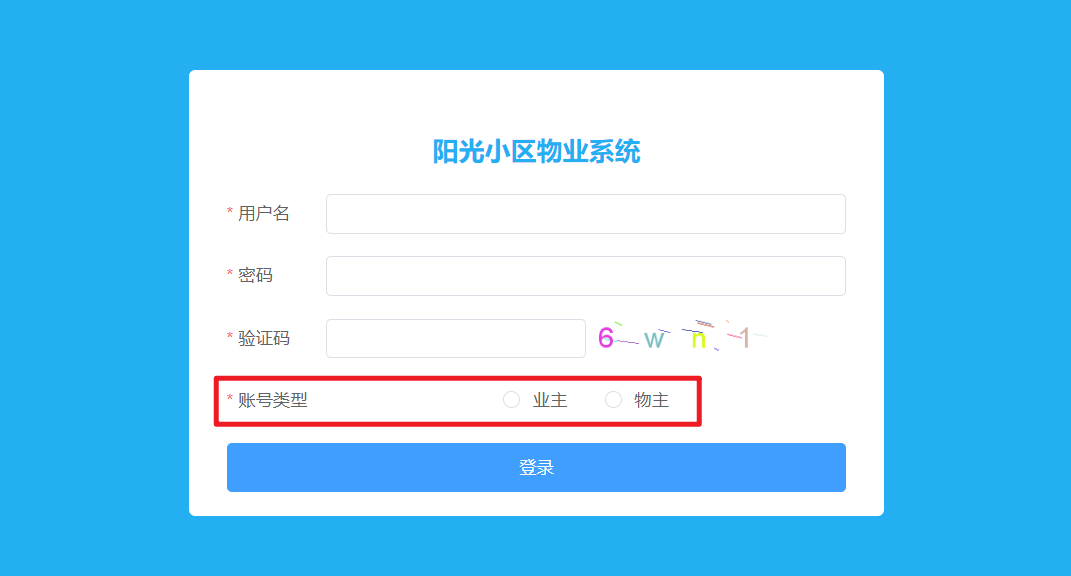 阳光小区物业系统
* 用户名
* 密码
* 验证码 6 w n 1
* 账号类型 业主 物主
登录